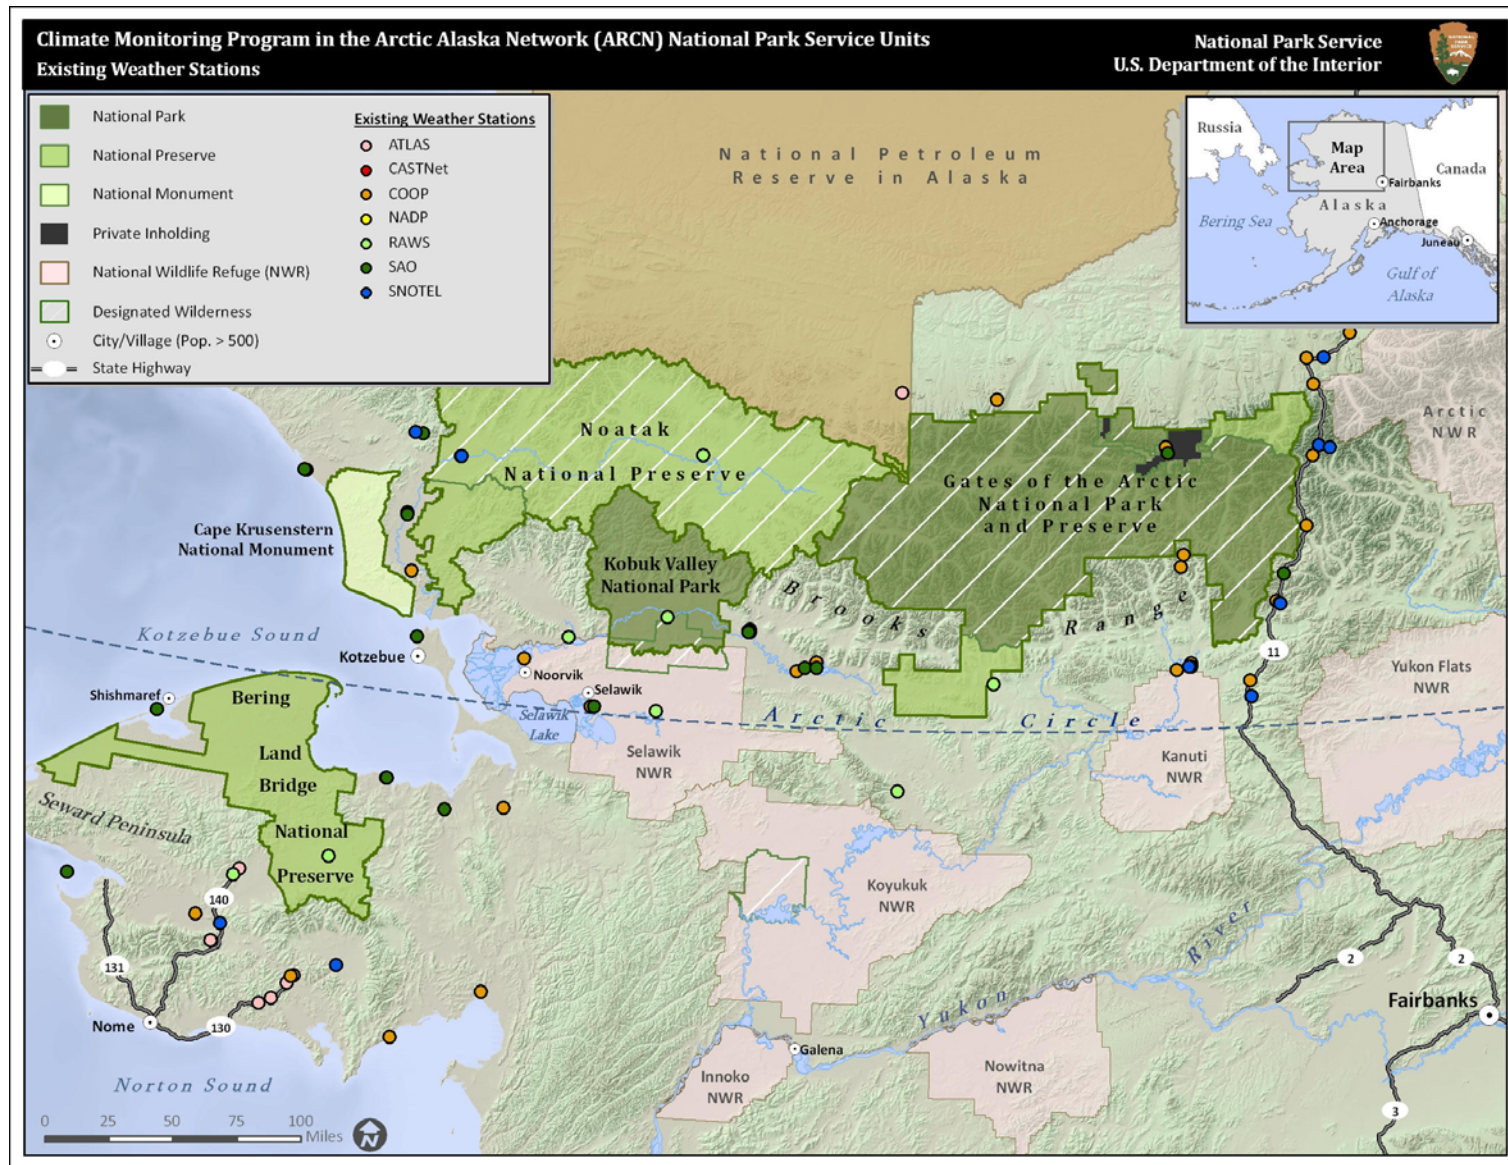 Climate Monitoring Program in the Arctic Alaska Network (ARCN) National Park Service Units
Existing Weather Stations
National Park Service
U.S. Department of the Interior
National Park
National Preserve
National Monument
Private Inholding
National Wildlife Refuge (NWR)
Designated Wilderness
City/Village (Pop. > 500)
State Highway
Existing Weather Stations
ATLAS
CASTNet
COOP
NADP
RAWS
SAO
SNOTEL
National Petroleum
Reserve in Alaska
Russia
Map
Area
Canada
Fairbanks
Alaska
Bering Sea
Anchorage
Juneau
Gulf of
Alaska
Arctic
NWR
Noatak
National Preserve
Gates of the Arctic
National Park
and Preserve
Cape Krusenstern
National Monument
Kobuk Valley
National Park
Brooks
Range
Kotzebue Sound
Kotzebue
Noorvik
Selawik
Selawik
Lake
Shishmaref
Bering
Land
Bridge
National
Preserve
Arctic Circle
11
Yukon Flats
NWR
Selawik
NWR
Kanuti
NWR
Seward Peninsula
140
131
130
Nome
Koyukuk
NWR
Yukon River
2
2
Fairbanks
Galena
Innoko
NWR
Nowitna
NWR
3
Norton Sound
0 25 50 75 100
Miles
N